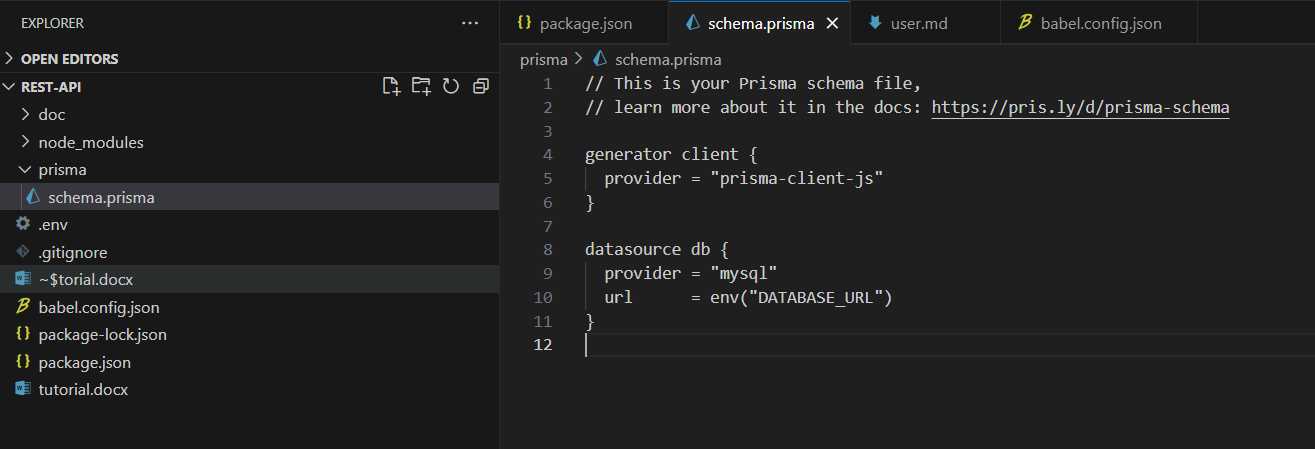 EXPLORER
OPEN EDITORS
REST-API
doc
node_modules
prisma
schema.prisma
.env
.gitignore
~$torial.docx
babel.config.json
package-lock.json
package.json
tutorial.docx
package.json
schema.prisma
user.md
babel.config.json
prisma > schema.prisma
1 // This is your Prisma schema file,
2 // learn more about it in the docs: https://pris.ly/d/prisma-schema
3
4 generator client {
5   provider = "prisma-client-js"
6 }
7
8 datasource db {
9   provider = "mysql"
10   url      = env("DATABASE_URL")
11 }
12